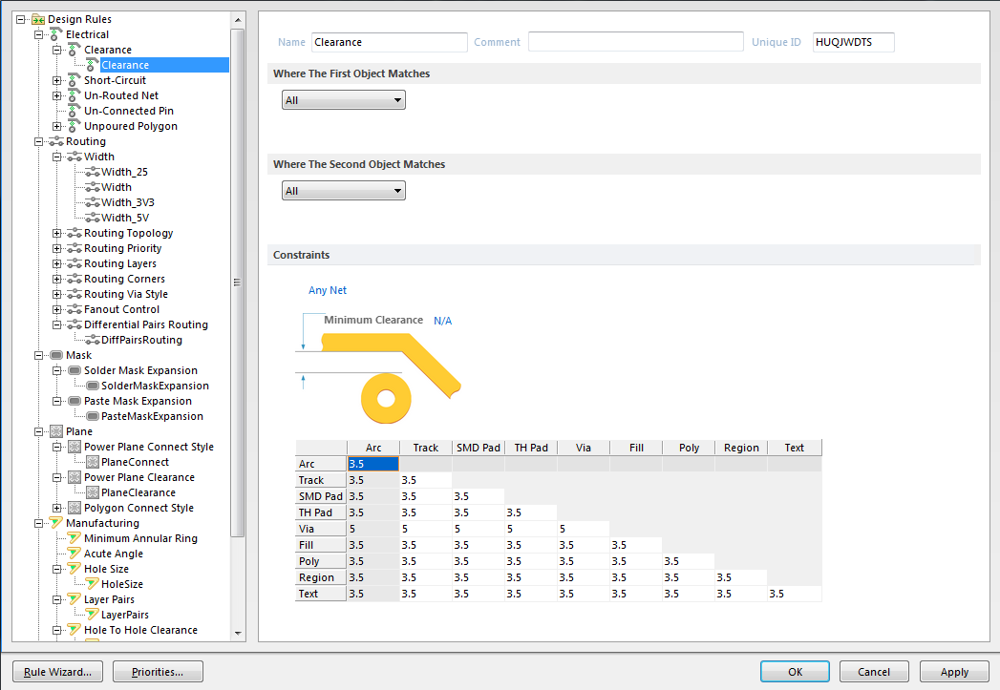 Design Rules
Electrical
Clearance
Clearance
Short-Circuit
Un-Routed Net
Un-Connected Pin
Unpoured Polygon
Routing
Width
Width_25
Width
Width_3V3
Width_5V
Routing Topology
Routing Priority
Routing Layers
Routing Corners
Routing Via Style
Fanout Control
Differential Pairs Routing
DiffPairsRouting
Mask
Solder Mask Expansion
SolderMaskExpansion
Paste Mask Expansion
PasteMaskExpansion
Plane
Power Plane Connect Style
PlaneConnect
Power Plane Clearance
PlaneClearance
Polygon Connect Style
Manufacturing
Minimum Annular Ring
Acute Angle
Hole Size
HoleSize
Layer Pairs
LayerPairs
Hole To Hole Clearance
Name Clearance Comment Unique ID HUQJWDTS
Where The First Object Matches
All
Where The Second Object Matches
All
Constraints
Any Net
Minimum Clearance N/A
Arc Track SMD Pad TH Pad Via Fill Poly Region Text
Arc 3.5
Track 3.5 3.5
SMD Pad 3.5 3.5 3.5
TH Pad 3.5 3.5 3.5 3.5
Via 5 5 5 5 5
Fill 3.5 3.5 3.5 3.5 3.5 3.5
Poly 3.5 3.5 3.5 3.5 3.5 3.5 3.5
Region 3.5 3.5 3.5 3.5 3.5 3.5 3.5 3.5
Text 3.5 3.5 3.5 3.5 3.5 3.5 3.5 3.5 3.5
Rule Wizard... Priorities... OK Cancel Apply